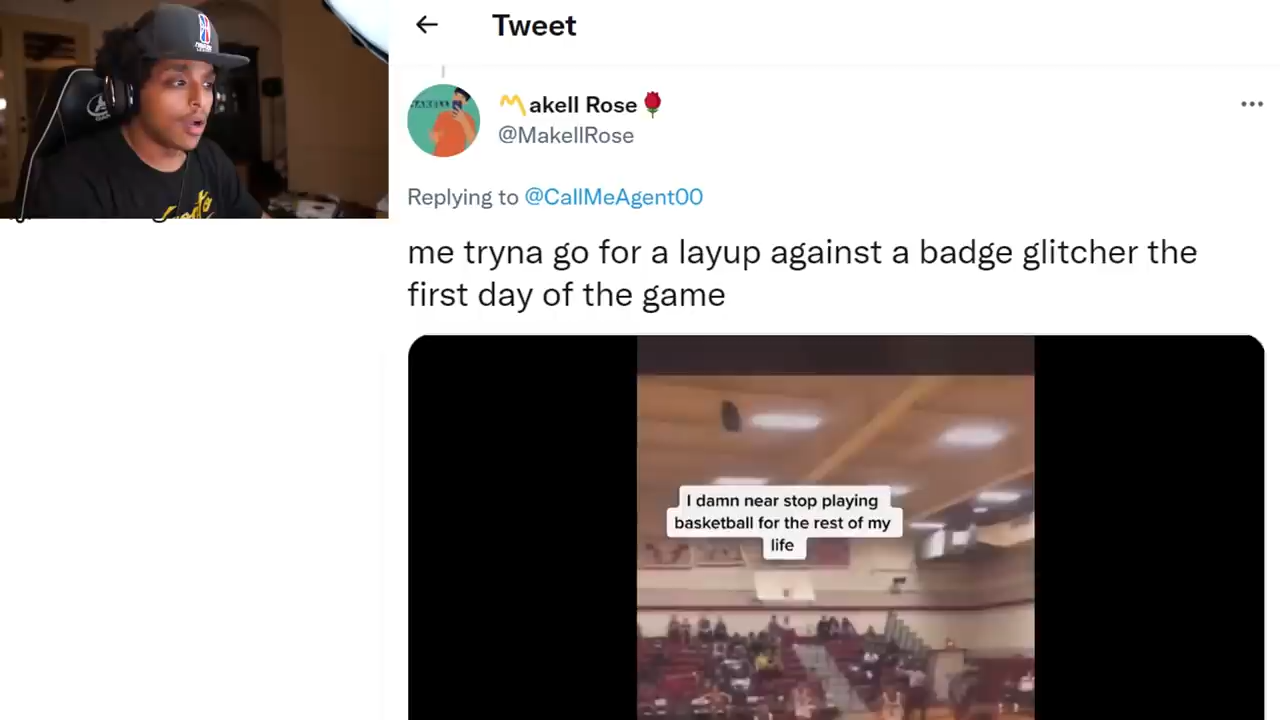 Tweet
akell Rose
@MakellRose
Replying to @CallMeAgent00
me tryna go for a layup against a badge glitcher the
first day of the game
I damn near stop playing
basketball for the rest of my
life